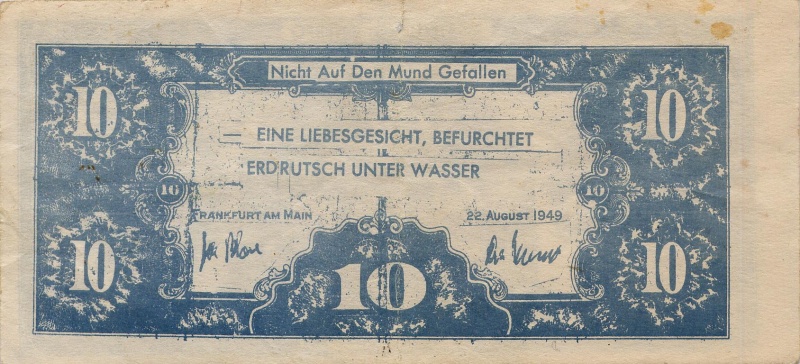 Nicht Auf Den Mund Gefallen
10 10
EINE LIEBESGESICHT, BEFURCHTET
ERDRUTSCH UNTER WASSER
10 10
FRANKFURT AM MAIN 22. AUGUST 1949
10 10 10